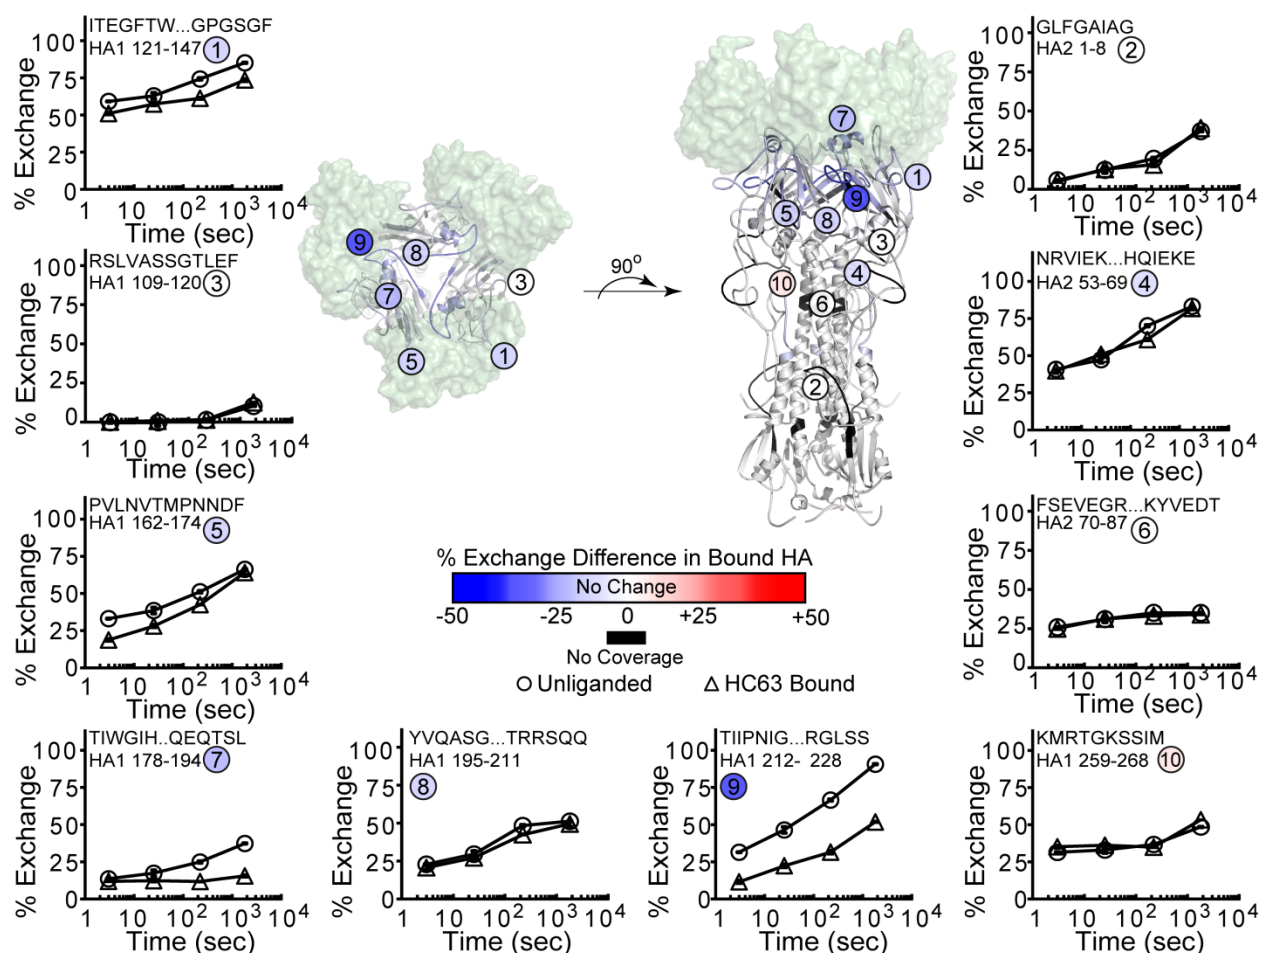 ITEGFTW...GPGSGF
HA1 121-147 1
% Exchange
100
75
50
25
0
1 10 10² 10³ 10⁴
Time (sec)
RSLVASSGTLEF
HA1 109-120 3
% Exchange
100
75
50
25
0
1 10 10² 10³ 10⁴
Time (sec)
PVLNVTMPNNDF
HA1 162-174 5
% Exchange
100
75
50
25
0
1 10 10² 10³ 10⁴
Time (sec)
TIWGIH..QEQTSL
HA1 178-194 7
% Exchange
100
75
50
25
0
1 10 10² 10³ 10⁴
Time (sec)
9
8
7
3
5
1
90°
7
1
9
5
8
3
4
10
6
2
% Exchange Difference in Bound HA
No Change
-50 -25 0 +25 +50
No Coverage
Unliganded HC63 Bound
YVQASG...TRRSQQ
HA1 195-211
8
% Exchange
100
75
50
25
0
1 10 10² 10³ 10⁴
Time (sec)
TIIPNIG...RGLSS
HA1 212- 228
9
% Exchange
100
75
50
25
0
1 10 10² 10³ 10⁴
Time (sec)
GLFGAIAG
HA2 1-8 2
% Exchange
100
75
50
25
0
1 10 10² 10³ 10⁴
Time (sec)
NRVIEK...HQIEKE
HA2 53-69 4
% Exchange
100
75
50
25
0
1 10 10² 10³ 10⁴
Time (sec)
FSEVEGR...KYVEDT
HA2 70-87 6
% Exchange
100
75
50
25
0
1 10 10² 10³ 10⁴
Time (sec)
KMRTGKSSIM
HA1 259-268 10
% Exchange
100
75
50
25
0
1 10 10² 10³ 10⁴
Time (sec)